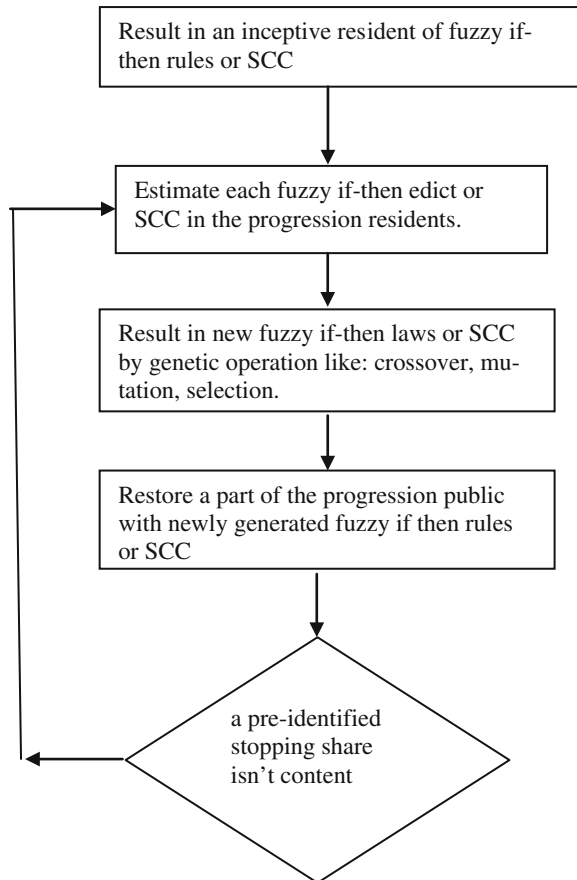 Result in an inceptive resident of fuzzy if-
then rules or SCC
Estimate each fuzzy if-then edict or
SCC in the progression residents.
Result in new fuzzy if-then laws or SCC
by genetic operation like: crossover, mu-
tation, selection.
Restore a part of the progression public
with newly generated fuzzy if then rules
or SCC
a pre-identified
stopping share
isn't content